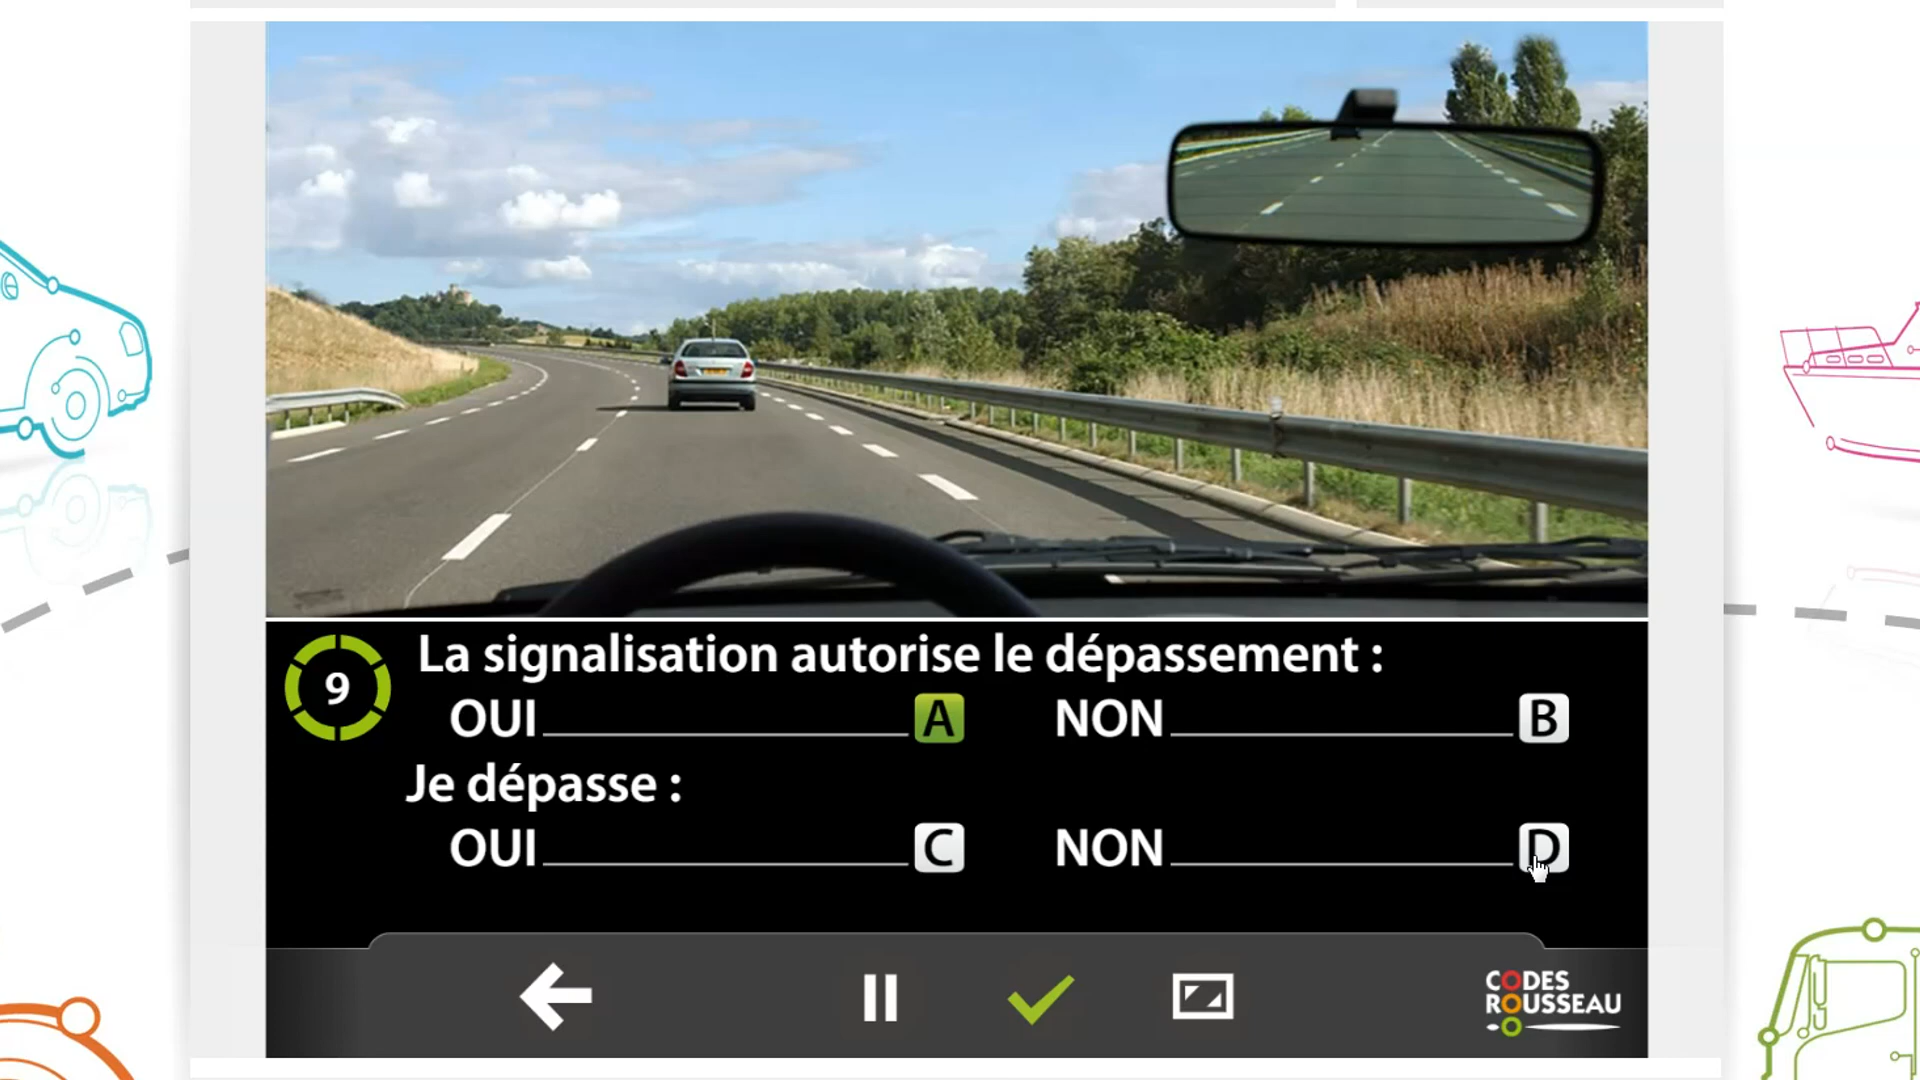 9
La signalisation autorise le dépassement :
OUI A NON B
Je dépasse :
OUI C NON D
CODES
ROUSSEAU